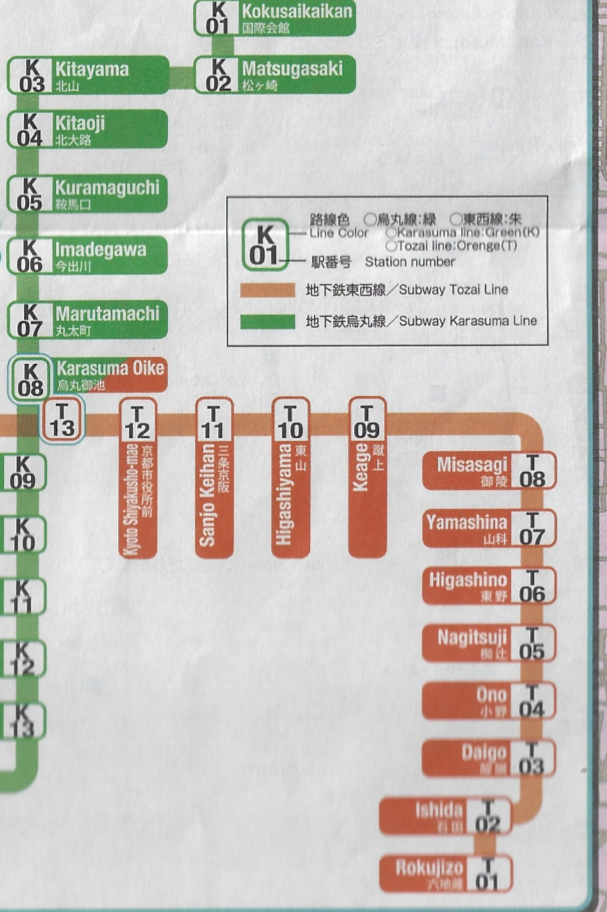 K
01
Kokusaikaikan
国際会館
K
03
Kitayama
北山
K
02
Matsugasaki
松ヶ崎
K
04
Kitaoji
北大路
K
05
Kuramaguchi
鞍馬口
K
06
Imadegawa
今出川
K
07
Marutamachi
丸太町
K
08
Karasuma Oike
烏丸御池
路線色 ○烏丸線:緑 ○東西線:朱
Line Color ○Karasuma line:Green(K)
○Tozai line:Orenge(T)
K
01
駅番号 Station number
地下鉄東西線/Subway Tozai Line
地下鉄烏丸線/Subway Karasuma Line
T
13
T
12
Kyoto Shiyakusho-mae
京都市役所前
T
11
Sanjo Keihan
三条京阪
T
10
Higashiyama
東山
T
09
Keage
蹴上
K
09
K
10
K
11
K
12
K
13
Misasagi
御陵
T
08
Yamashina
山科
T
07
Higashino
東野
T
06
Nagitsuji
椥辻
T
05
Ono
小野
T
04
Daigo
醍醐
T
03
Ishida
石田
T
02
Rokujizo
六地蔵
T
01